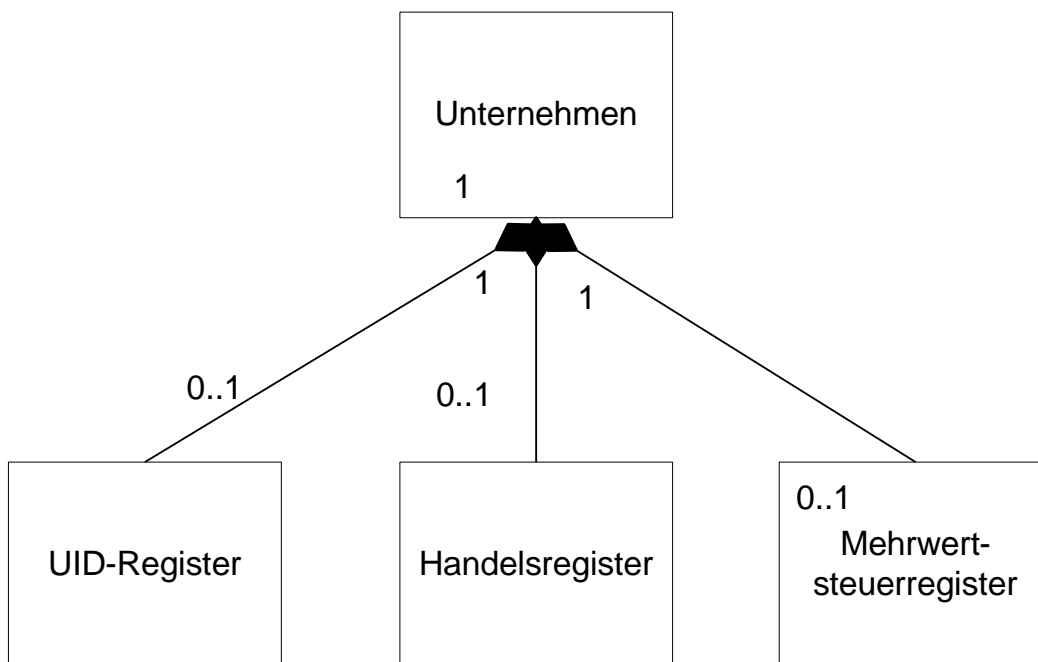 Unternehmen
1
1
1
0..1
0..1
0..1
UID-Register
Handelsregister
Mehrwert-
steuerregister